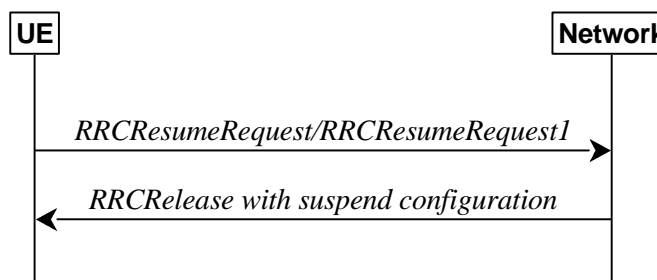 UE
Network
RRCResumeRequest/RRCResumeRequest1
RRCRelease with suspend configuration